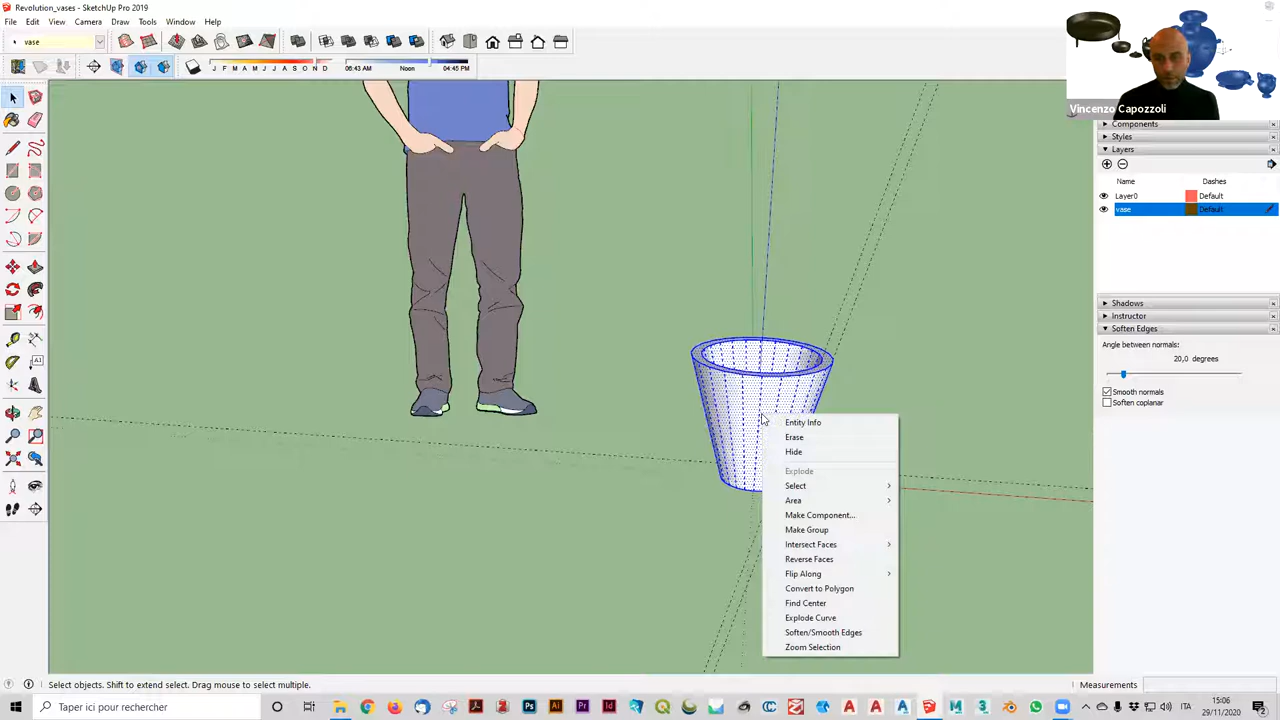 Revolution_vases - SketchUp Pro 2019
File Edit View Camera Draw Tools Window Help
vase
J F M A M J J A S O N D 06:43 AM Noon 04:45 PM
Vincenzo Capozzoli
Components
Styles
Layers
Name Dashes
Layer0 Default
vase Default
Shadows
Instructor
Soften Edges
Angle between normals:
20,0 degrees
Smooth normals
Soften coplanar
Entity Info
Erase
Hide
Explode
Select
Area
Make Component...
Make Group
Intersect Faces
Reverse Faces
Flip Along
Convert to Polygon
Find Center
Explode Curve
Soften/Smooth Edges
Zoom Selection
Select objects. Shift to extend select. Drag mouse to select multiple.
Measurements
Taper ici pour rechercher
ITA
15:06
29/11/2020